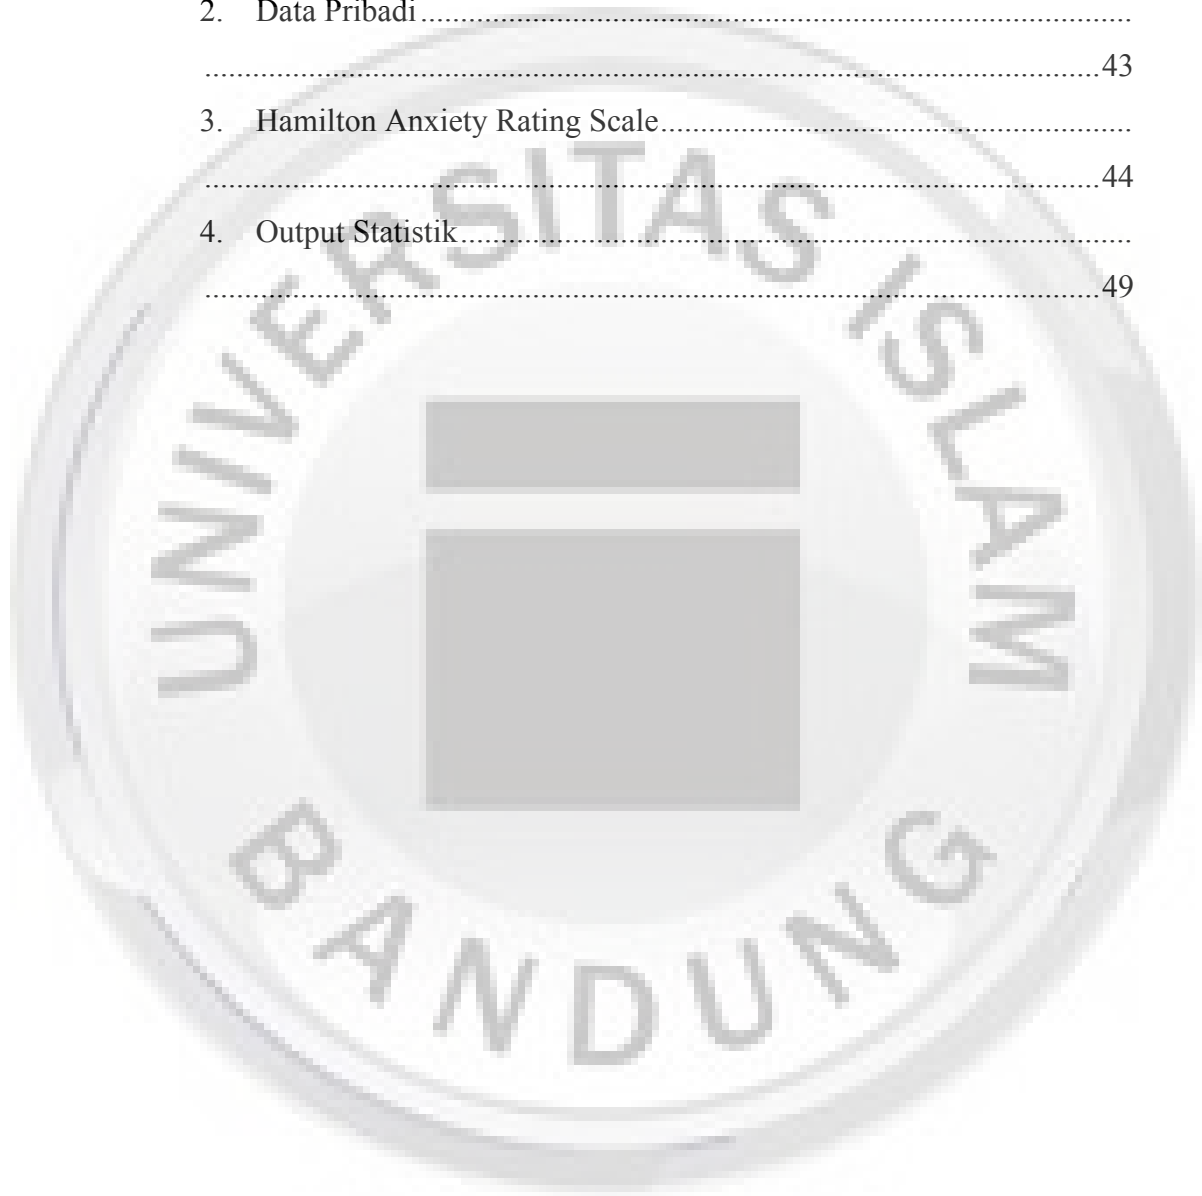 2. Data Pribadi........................................................................................
...............................................................................................................43
3. Hamilton Anxiety Rating Scale..........................................................
...............................................................................................................44
4. Output Statistik...................................................................................
...............................................................................................................49
UNIVERSITAS ISLAM
BANDUNG